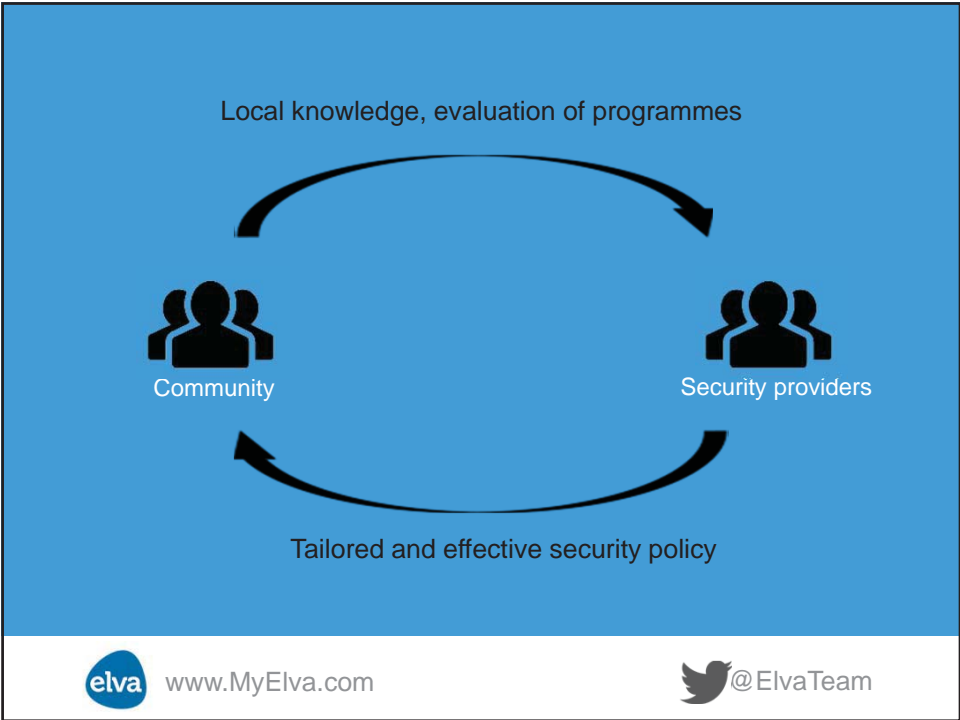 Local knowledge, evaluation of programmes
Community
Security providers
Tailored and effective security policy
elva
www.MyElva.com
@ElvaTeam